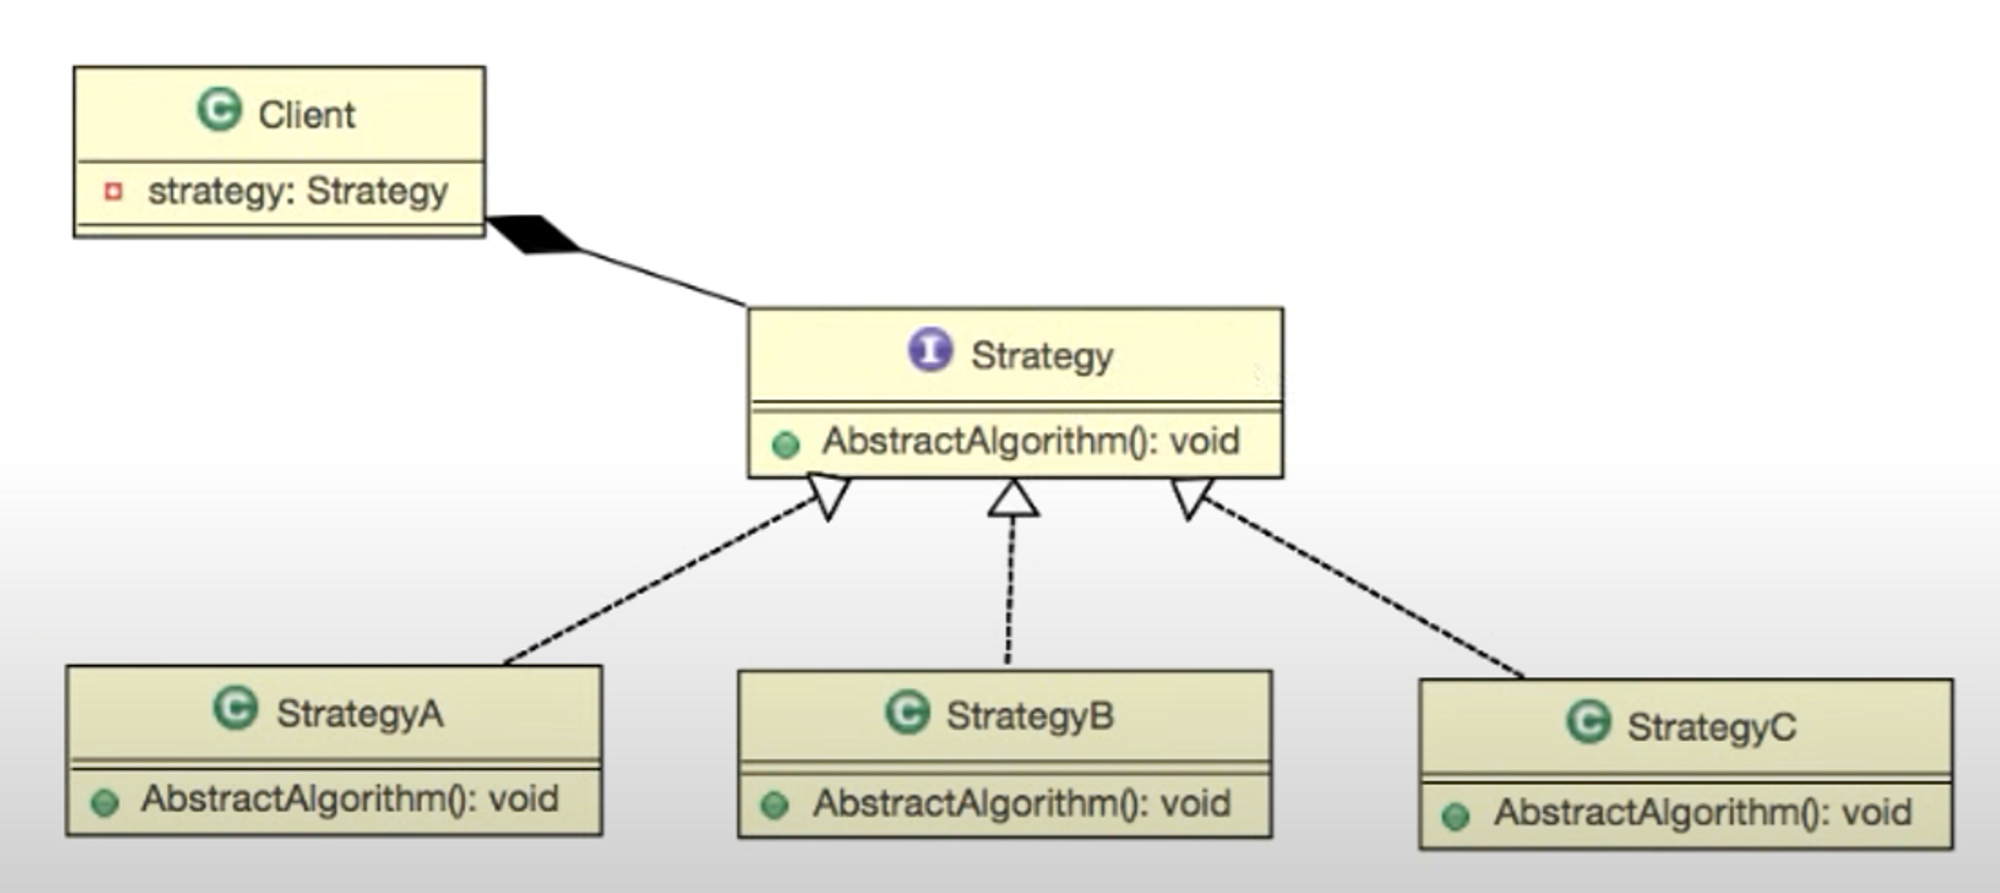 C Client
strategy: Strategy
I Strategy
AbstractAlgorithm(): void
C StrategyA
AbstractAlgorithm(): void
C StrategyB
AbstractAlgorithm(): void
C StrategyC
AbstractAlgorithm(): void